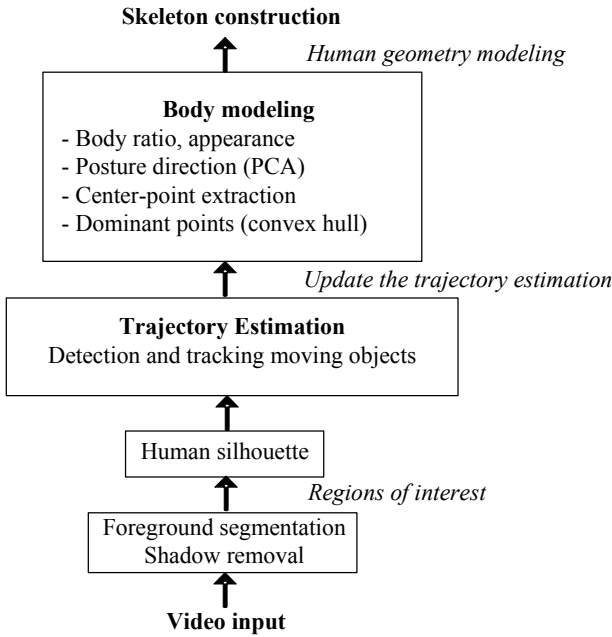 Skeleton construction
Human geometry modeling
Body modeling
- Body ratio, appearance
- Posture direction (PCA)
- Center-point extraction
- Dominant points (convex hull)
Update the trajectory estimation
Trajectory Estimation
Detection and tracking moving objects
Human silhouette
Regions of interest
Foreground segmentation
Shadow removal
Video input